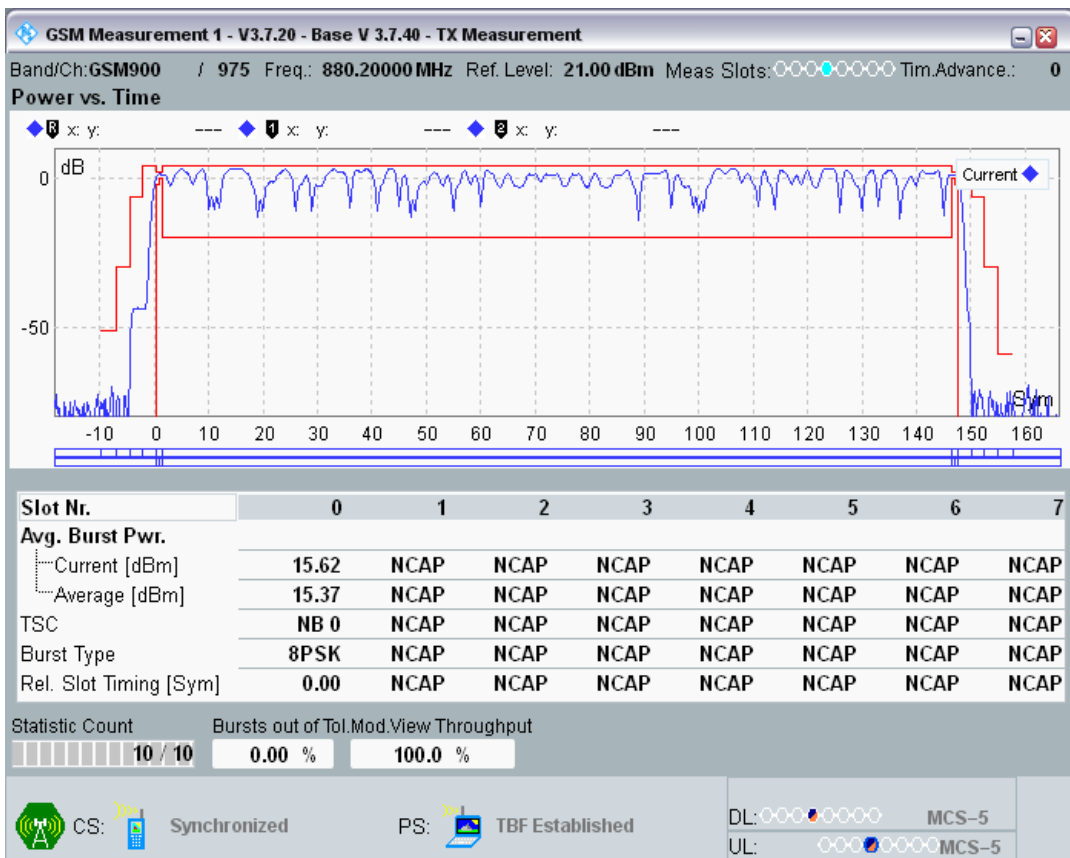 GSM Measurement 1 - V3.7.20 - Base V 3.7.40 - TX Measurement
Band/Ch:GSM900 / 975 Freq.: 880.20000 MHz Ref. Level: 21.00 dBm Meas Slots: Tim.Advance.: 0
Power vs. Time
R x: y: --- 1 x: y: --- 2 x: y: ---
dB
Current
0
-50
Sym
-10 0 10 20 30 40 50 60 70 80 90 100 110 120 130 140 150 160
Slot Nr. 0 1 2 3 4 5 6 7
Avg. Burst Pwr.
Current [dBm] 15.62 NCAP NCAP NCAP NCAP NCAP NCAP NCAP
Average [dBm] 15.37 NCAP NCAP NCAP NCAP NCAP NCAP NCAP
TSC NB 0 NCAP NCAP NCAP NCAP NCAP NCAP NCAP
Burst Type 8PSK NCAP NCAP NCAP NCAP NCAP NCAP NCAP
Rel. Slot Timing [Sym] 0.00 NCAP NCAP NCAP NCAP NCAP NCAP NCAP
Statistic Count Bursts out of Tol.Mod.View Throughput
10 / 10 0.00 % 100.0 %
CS: Synchronized PS: TBF Established DL: MCS-5
UL: MCS-5